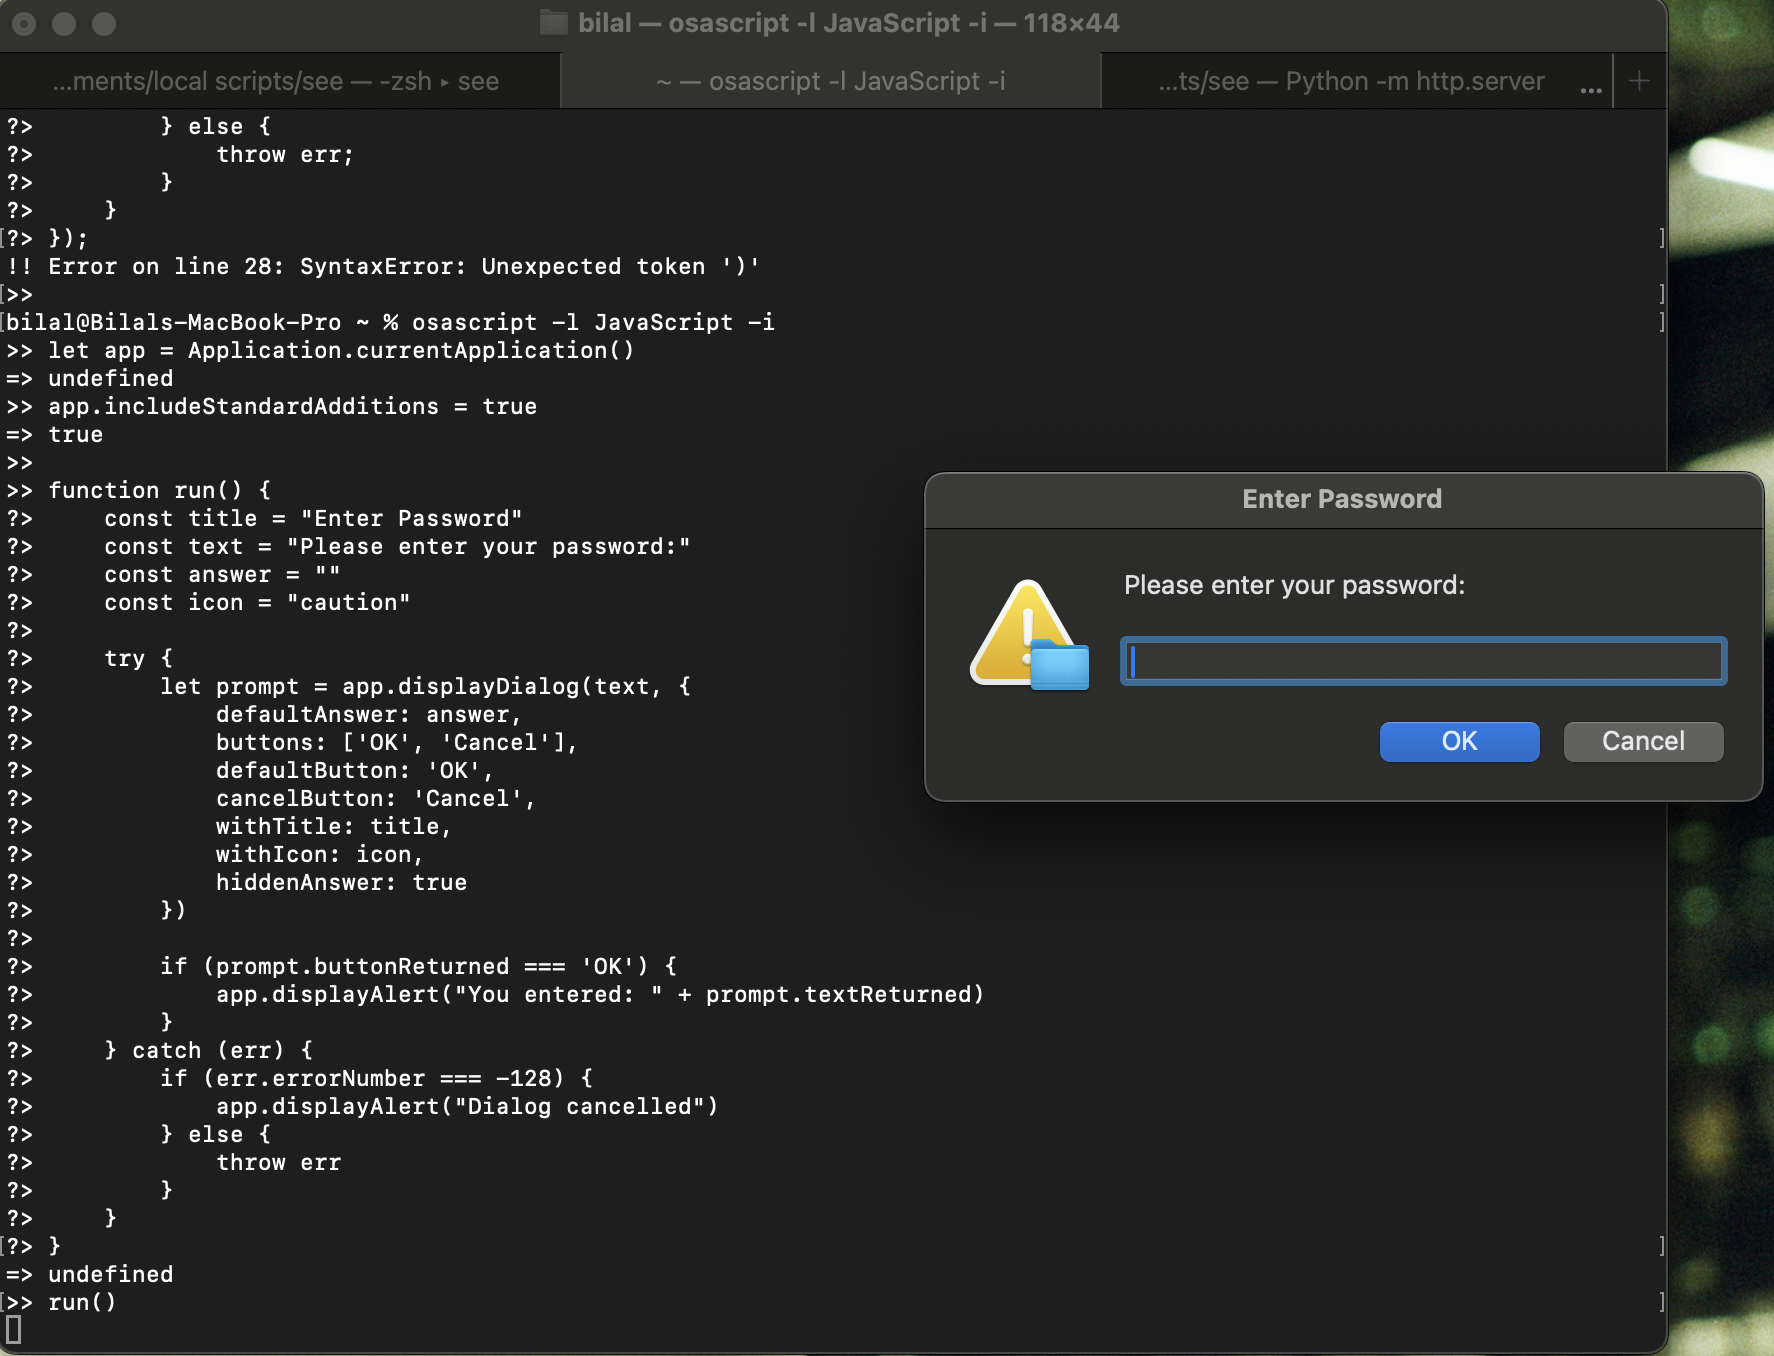 bilal — osascript -l JavaScript -i — 118×44
...ments/local scripts/see — -zsh ▸ see
~ — osascript -l JavaScript -i
...ts/see — Python -m http.server ...
+
?>         } else {
?>             throw err;
?>         }
?>     }
[?> });                                                                                                               ]
!! Error on line 28: SyntaxError: Unexpected token ')'
[>>                                                                                                                   ]
[bilal@Bilals-MacBook-Pro ~ % osascript -l JavaScript -i                                                              ]
>> let app = Application.currentApplication()
=> undefined
>> app.includeStandardAdditions = true
=> true
>>
>> function run() {
?>     const title = "Enter Password"
?>     const text = "Please enter your password:"
?>     const answer = ""
?>     const icon = "caution"
?>
?>     try {
?>         let prompt = app.displayDialog(text, {
?>             defaultAnswer: answer,
?>             buttons: ['OK', 'Cancel'],
?>             defaultButton: 'OK',
?>             cancelButton: 'Cancel',
?>             withTitle: title,
?>             withIcon: icon,
?>             hiddenAnswer: true
?>         })
?>
?>         if (prompt.buttonReturned === 'OK') {
?>             app.displayAlert("You entered: " + prompt.textReturned)
?>         }
?>     } catch (err) {
?>         if (err.errorNumber === -128) {
?>             app.displayAlert("Dialog cancelled")
?>         } else {
?>             throw err
?>         }
?>     }
[?> }                                                                                                                 ]
=> undefined
[>> run()                                                                                                             ]
Enter Password
Please enter your password:
OK
Cancel